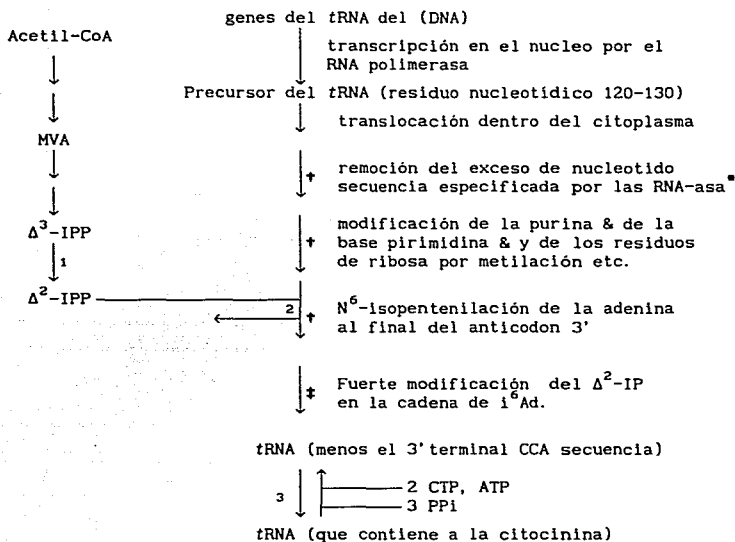 genes del tRNA del (DNA)
Acetil-CoA
transcripción en el nucleo por el
RNA polimerasa
Precursor del tRNA (residuo nucleotídico 120-130)
translocación dentro del citoplasma
MVA
† remoción del exceso de nucleotido
secuencia especificada por las RNA-asa
Δ³-IPP
† modificación de la purina & de la
base pirimidina & y de los residuos
de ribosa por metilación etc.
1
Δ²-IPP
2
† N⁶-isopentenilación de la adenina
al final del anticodon 3'
‡ Fuerte modificación del Δ²-IP
en la cadena de i⁶Ad.
tRNA (menos el 3' terminal CCA secuencia)
3
2 CTP, ATP
3 PPi
tRNA (que contiene a la citocinina)